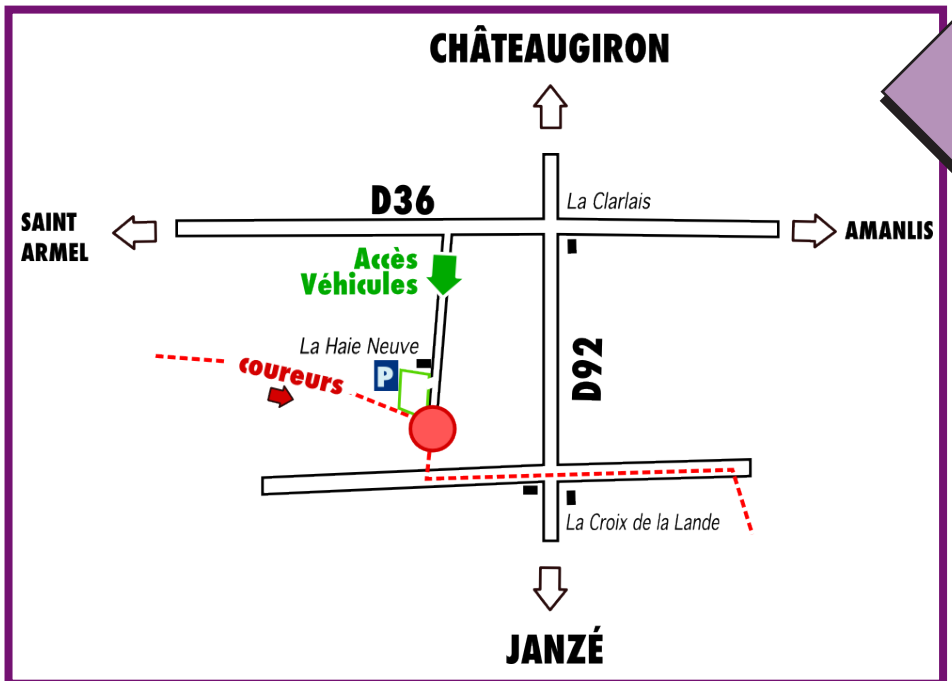 CHÂTEAUGIRON
La Clarlais
D36
SAINT
ARMEL
AMANLIS
Accès
Véhicules
La Haie Neuve
D92
coureurs
P
La Croix de la Lande
JANZÉ